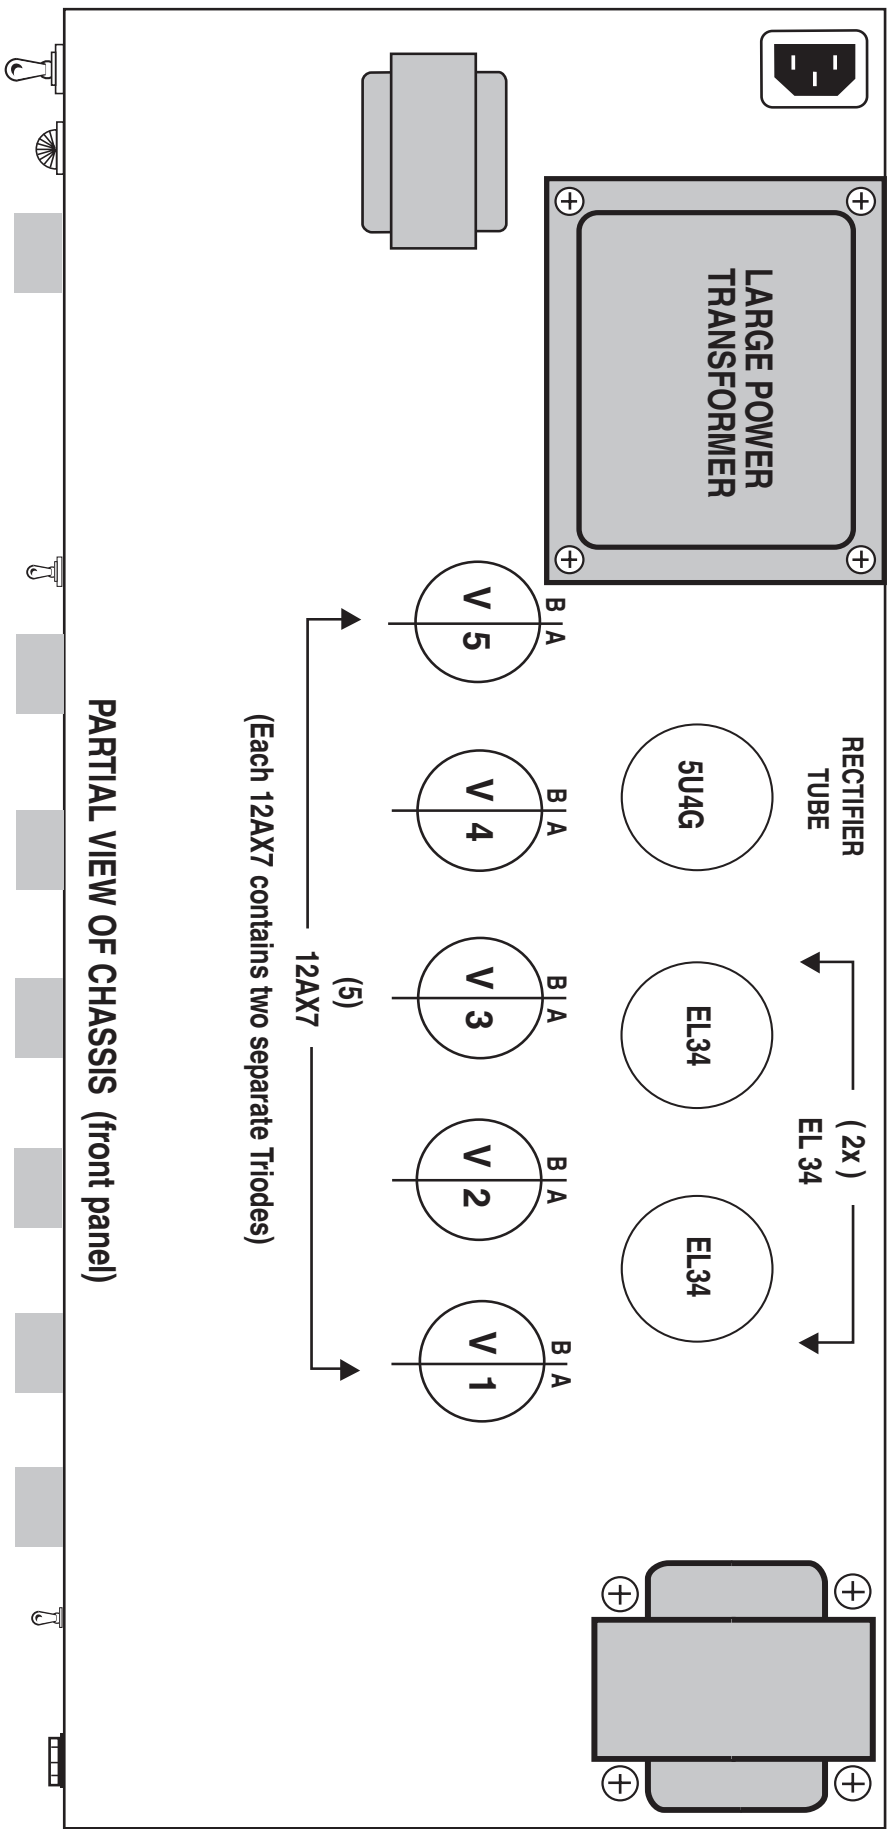 RECTIFIER
TUBE
( 2x )
EL 34
LARGE POWER
TRANSFORMER
5U4G
EL34
EL34
B A
B A
B A
B A
B A
V 5
V 4
V 3
V 2
V 1
(5)
12AX7
(Each 12AX7 contains two separate Triodes)
PARTIAL VIEW OF CHASSIS (front panel)